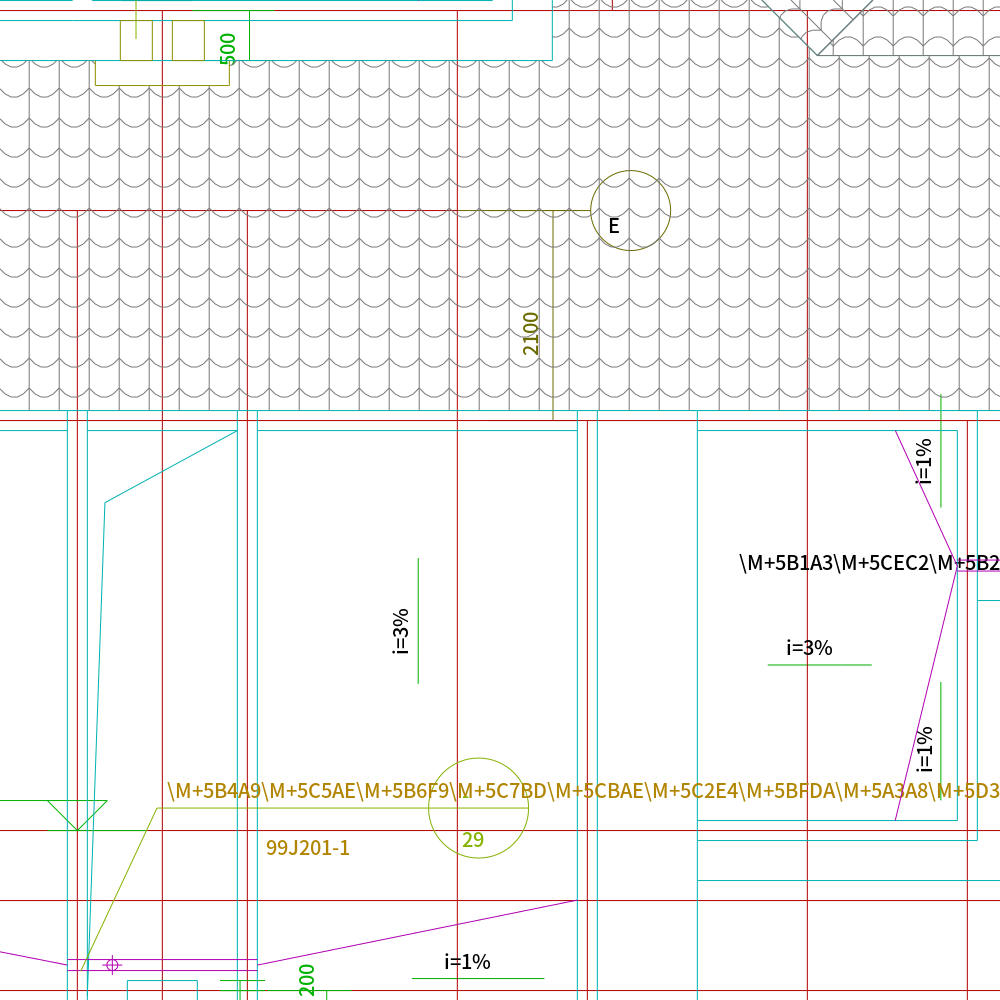 500
E
2100
i=1%
\M+5B1A3\M+5CEC2\M+5B2
i=3%
i=3%
i=1%
\M+5B4A9\M+5C5AE\M+5B6F9\M+5C7BD\M+5CBAE\M+5C2E4\M+5BFDA\M+5A3A8\M+5D3
29
99J201-1
i=1%
200